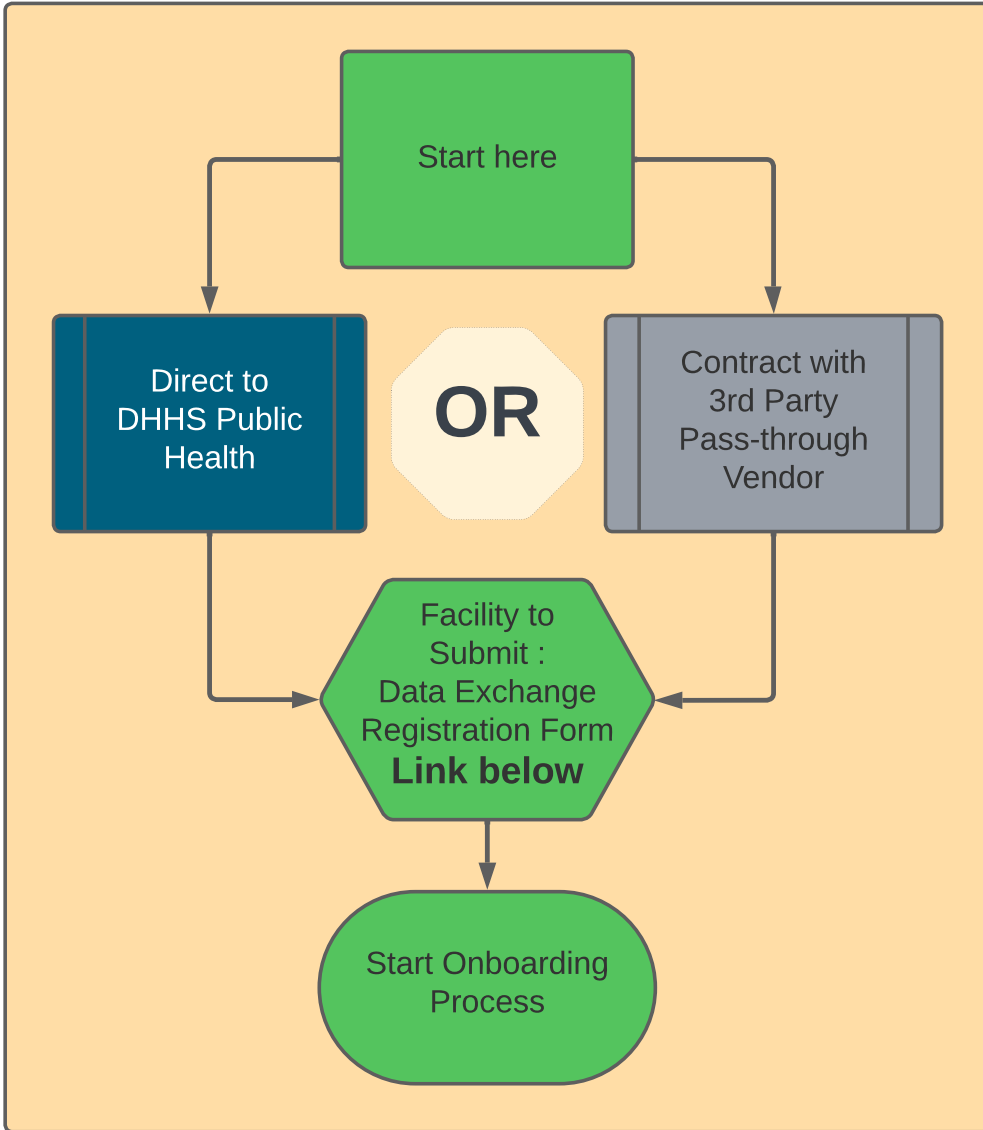 Start here
Direct to
DHHS Public
Health
OR
Contract with
3rd Party
Pass-through
Vendor
Facility to
Submit :
Data Exchange
Registration Form
Link below
Start Onboarding
Process